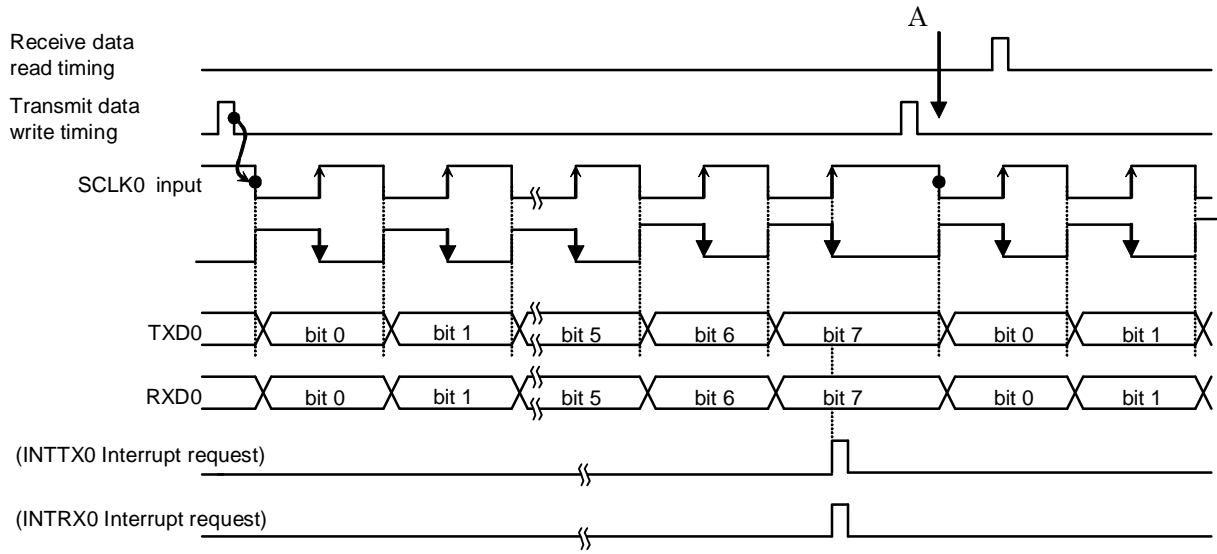 A
Receive data
read timing
Transmit data
write timing
SCLK0 input
TXD0 bit 0 bit 1 bit 5 bit 6 bit 7 bit 0 bit 1
RXD0 bit 0 bit 1 bit 5 bit 6 bit 7 bit 0 bit 1
(INTTX0 Interrupt request)
(INTRX0 Interrupt request)